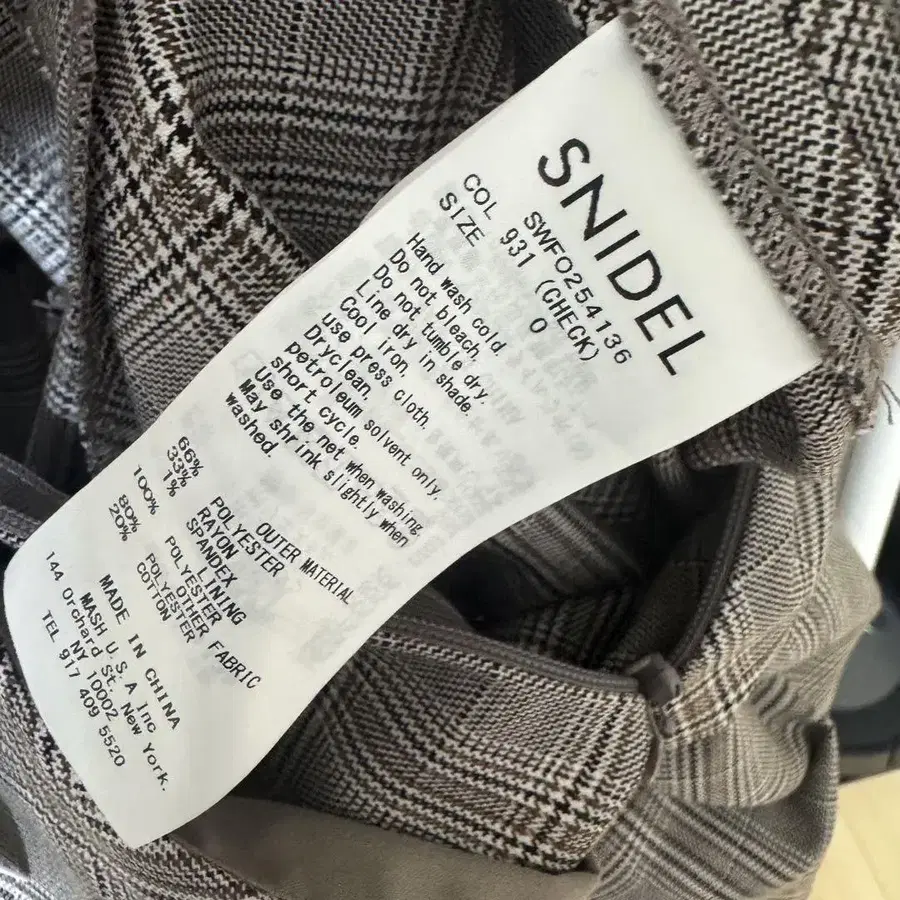 SNIDEL
SWFO254136
COL 931 (CHECK)
SIZE 0
Hand wash cold.
Do not bleach,
Do not tumble dry.
Line dry in shade.
Cool iron,
use press cloth.
Dryclean,
petroleum solvent only.
short cycle.
Use the net when washing.
May shrink slightly when
washed
OUTER MATERIAL
66% POLYESTER
33% RAYON
1% SPANDEX
LINING
100% POLYESTER
OTHER FABRIC
80% POLYESTER
20% COTTON
MADE IN CHINA
MASH U.S.A Inc
144 Orchard St. New York.
NY 10002
TEL 917 409 5520